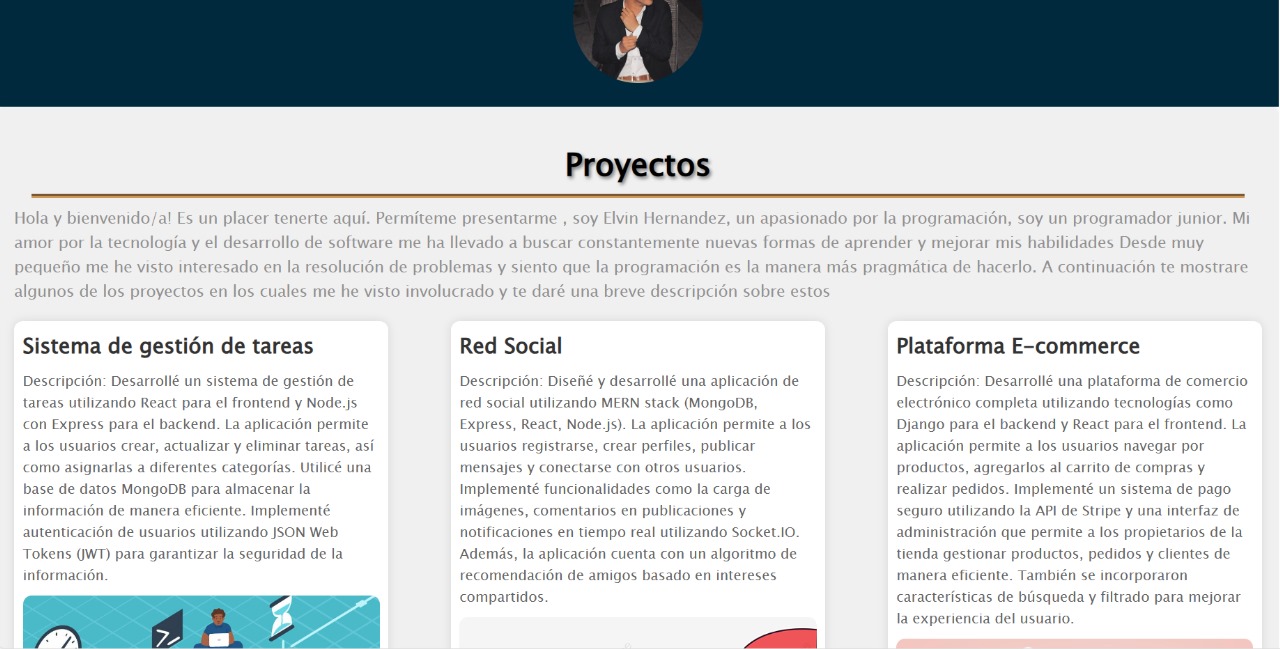 Proyectos
Hola y bienvenido/a! Es un placer tenerte aquí. Permíteme presentarme , soy Elvin Hernandez, un apasionado por la programación, soy un programador junior. Mi
amor por la tecnología y el desarrollo de software me ha llevado a buscar constantemente nuevas formas de aprender y mejorar mis habilidades Desde muy
pequeño me he visto interesado en la resolución de problemas y siento que la programación es la manera más pragmática de hacerlo. A continuación te mostrare
algunos de los proyectos en los cuales me he visto involucrado y te daré una breve descripción sobre estos
Sistema de gestión de tareas
Descripción: Desarrollé un sistema de gestión de
tareas utilizando React para el frontend y Node.js
con Express para el backend. La aplicación permite
a los usuarios crear, actualizar y eliminar tareas, así
como asignarlas a diferentes categorías. Utilicé una
base de datos MongoDB para almacenar la
información de manera eficiente. Implementé
autenticación de usuarios utilizando JSON Web
Tokens (JWT) para garantizar la seguridad de la
información.
Red Social
Descripción: Diseñé y desarrollé una aplicación de
red social utilizando MERN stack (MongoDB,
Express, React, Node.js). La aplicación permite a los
usuarios registrarse, crear perfiles, publicar
mensajes y conectarse con otros usuarios.
Implementé funcionalidades como la carga de
imágenes, comentarios en publicaciones y
notificaciones en tiempo real utilizando Socket.IO.
Además, la aplicación cuenta con un algoritmo de
recomendación de amigos basado en intereses
compartidos.
Plataforma E-commerce
Descripción: Desarrollé una plataforma de comercio
electrónico completa utilizando tecnologías como
Django para el backend y React para el frontend. La
aplicación permite a los usuarios navegar por
productos, agregarlos al carrito de compras y
realizar pedidos. Implementé un sistema de pago
seguro utilizando la API de Stripe y una interfaz de
administración que permite a los propietarios de la
tienda gestionar productos, pedidos y clientes de
manera eficiente. También se incorporaron
características de búsqueda y filtrado para mejorar
la experiencia del usuario.